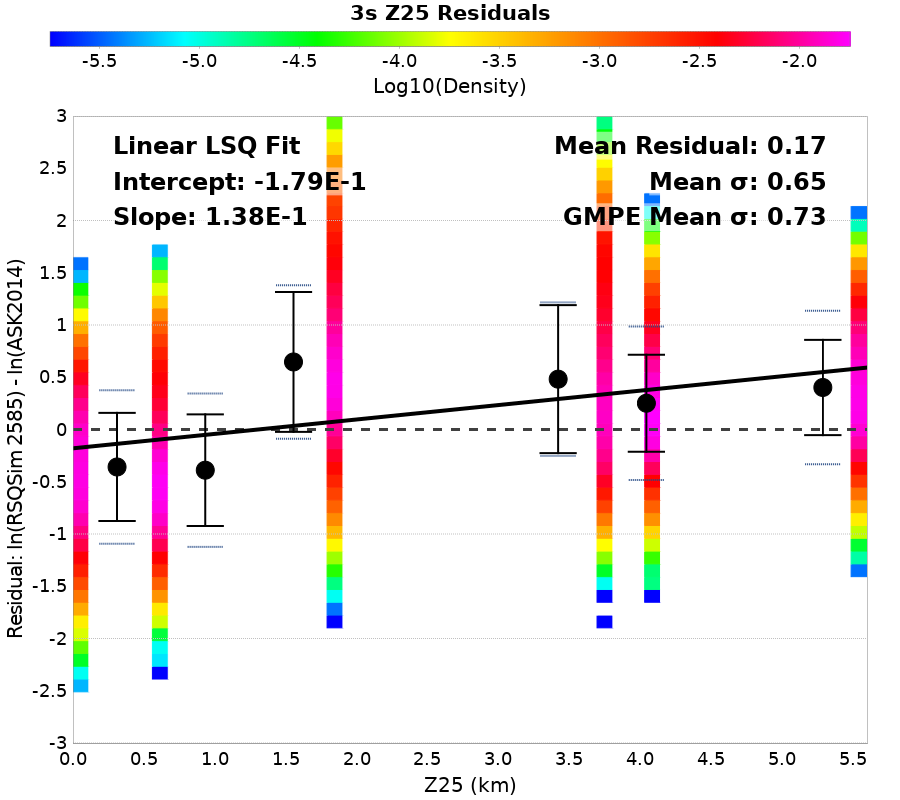 3s Z25 Residuals
-5.5 -5.0 -4.5 -4.0 -3.5 -3.0 -2.5 -2.0
Log10(Density)
Linear LSQ Fit
Intercept: -1.79E-1
Slope: 1.38E-1
Mean Residual: 0.17
Mean σ: 0.65
GMPE Mean σ: 0.73
Residual: ln(RSQSim 2585) - ln(ASK2014)
3
2.5
2
1.5
1
0.5
0
-0.5
-1
-1.5
-2
-2.5
-3
0.0 0.5 1.0 1.5 2.0 2.5 3.0 3.5 4.0 4.5 5.0 5.5
Z25 (km)